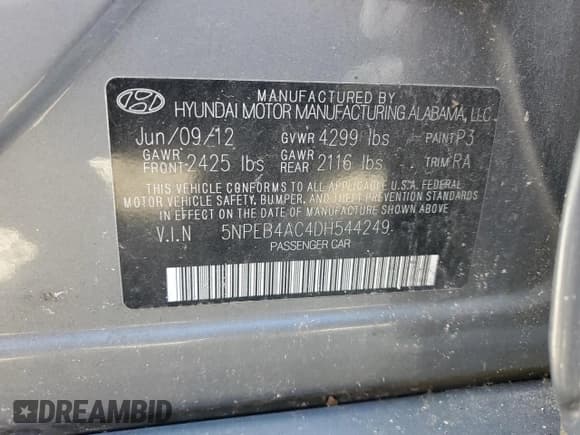 MANUFACTURED BY
HYUNDAI MOTOR MANUFACTURING ALABAMA, LLC
Jun/09/12 GVWR 4299 lbs PAINT P3
GAWR FRONT 2425 lbs GAWR REAR 2116 lbs TRIM RA
THIS VEHICLE CONFORMS TO ALL APPLICABLE U.S.A. FEDERAL
MOTOR VEHICLE SAFETY, BUMPER, AND THEFT PREVENTION STANDARDS
IN EFFECT ON THE DATE OF MANUFACTURE SHOWN ABOVE.
V.I.N 5NPEB4AC4DH544249
PASSENGER CAR
DREAMBID